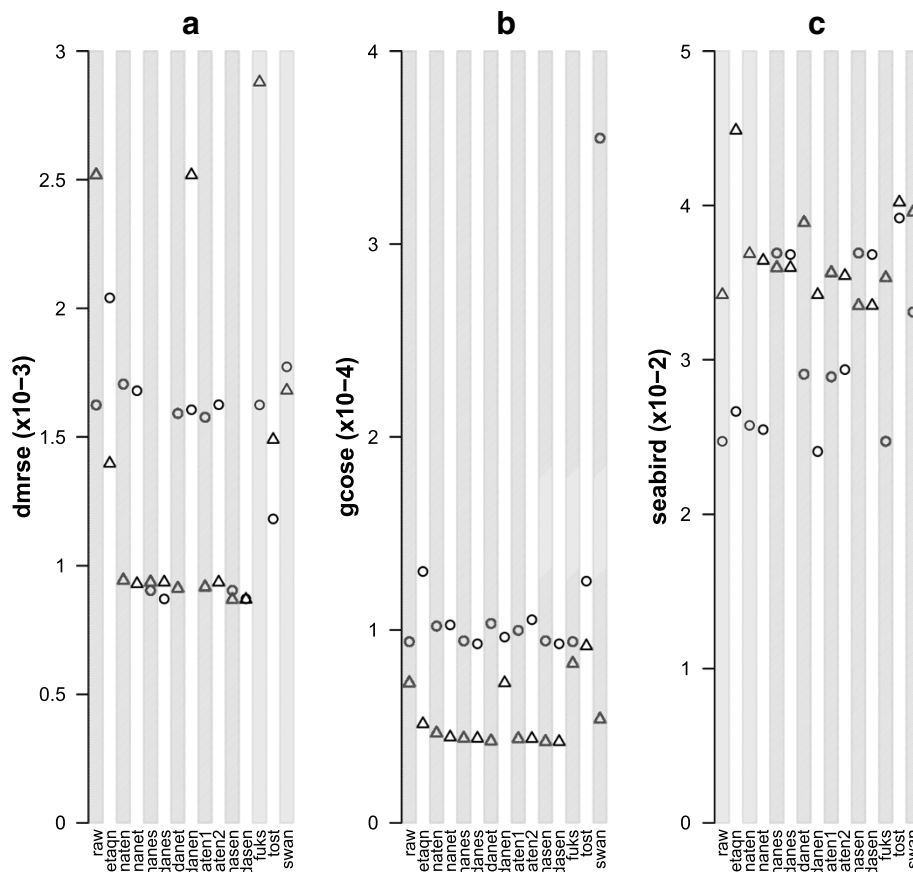 a b c
3
2.5
2
1.5
1
0.5
0
dmrse (x10−3)
raw
etaqn
naten
nanet
nanes
danes
danet
danen
daten1
daten2
nasen
dasen
fuks
tost
swan
4
3
2
1
0
gcose (x10−4)
raw
etaqn
naten
nanet
nanes
danes
danet
danen
daten1
daten2
nasen
dasen
fuks
tost
swan
5
4
3
2
1
0
seabird (x10−2)
raw
etaqn
naten
nanet
nanes
danes
danet
danen
daten1
daten2
nasen
dasen
fuks
tost
swan